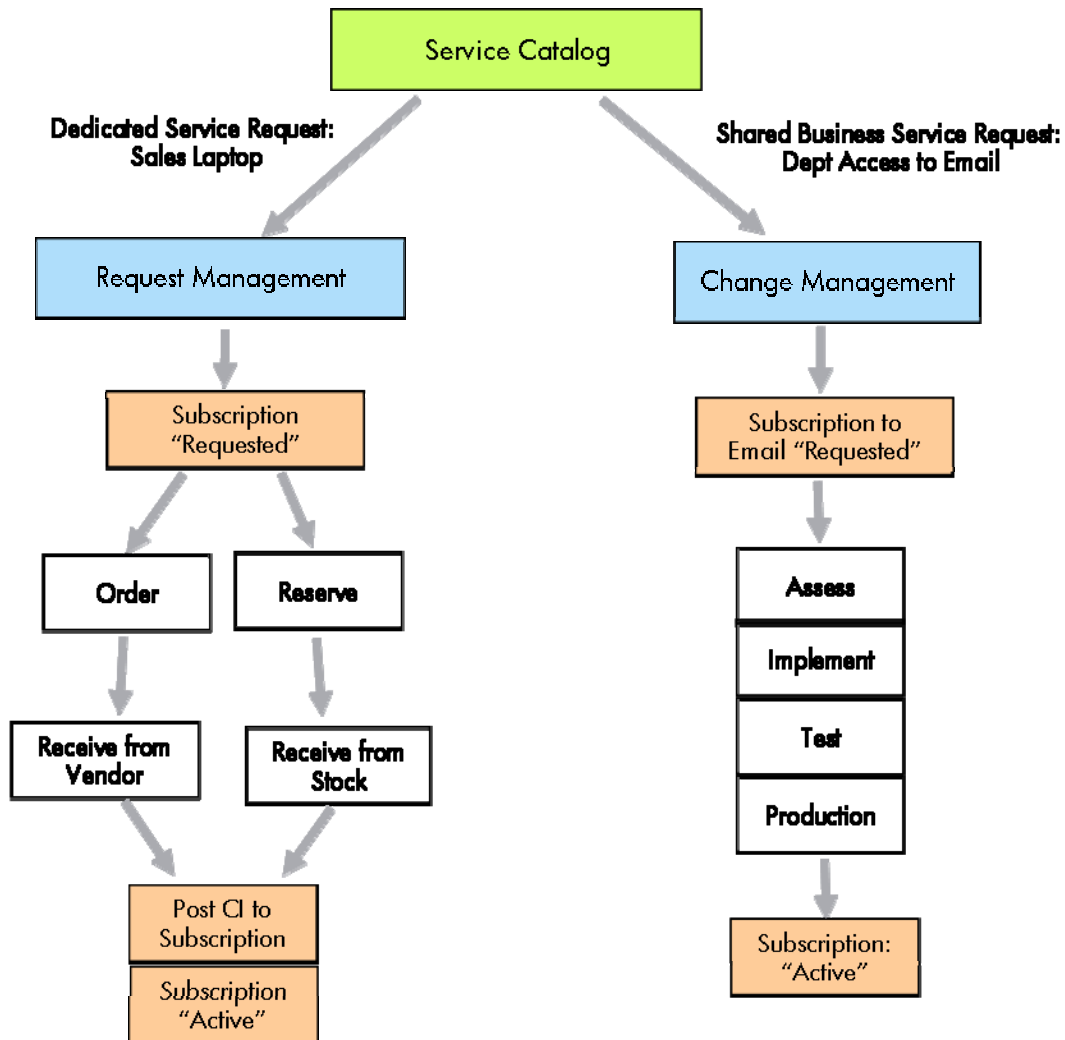 Service Catalog
Dedicated Service Request:
Sales Laptop
Shared Business Service Request:
Dept Access to Email
Request Management
Change Management
Subscription
“Requested”
Subscription to
Email “Requested”
Order
Reserve
Assess
Implement
Test
Production
Receive from
Vendor
Receive from
Stock
Post CI to
Subscription
Subscription
“Active”
Subscription:
“Active”